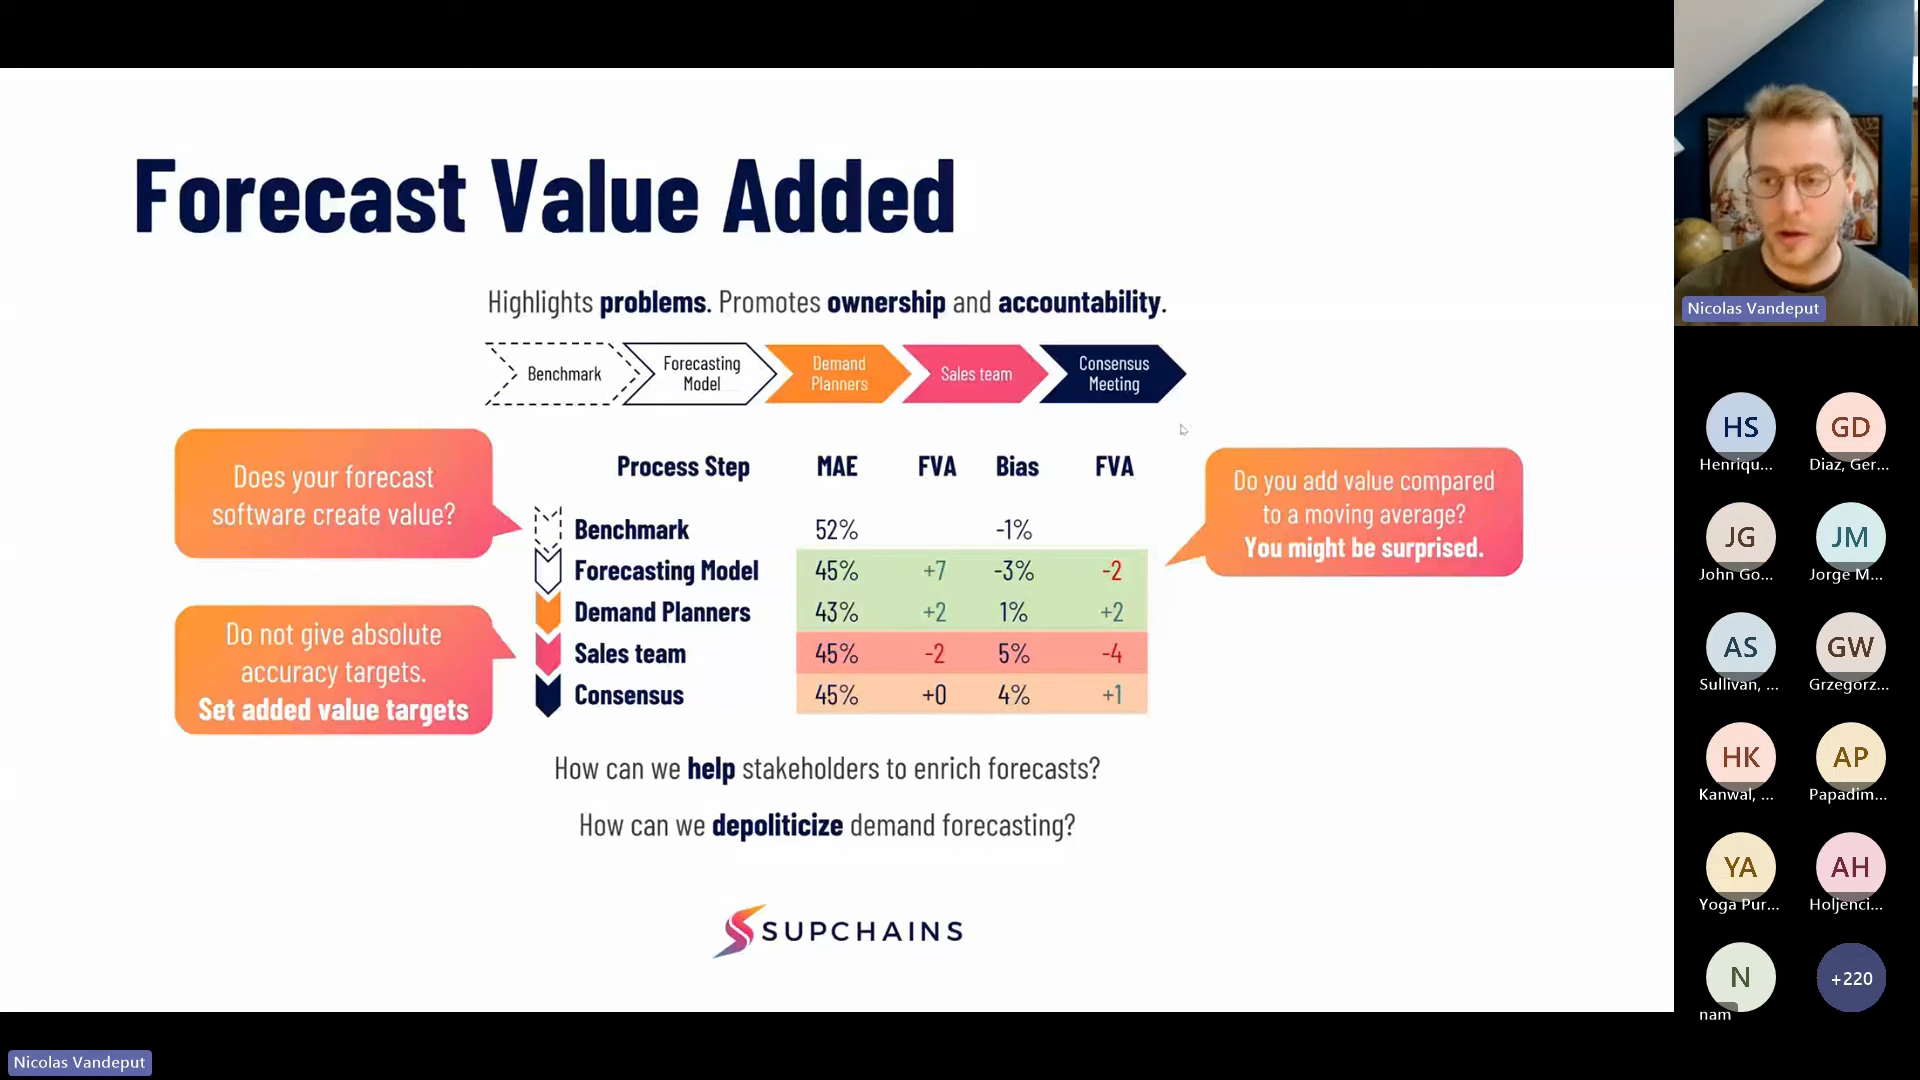 Forecast Value Added
Highlights problems. Promotes ownership and accountability.
Benchmark
Forecasting
Model
Demand
Planners
Sales team
Consensus
Meeting
Does your forecast
software create value?
Do not give absolute
accuracy targets.
Set added value targets
Process Step MAE FVA Bias FVA
Benchmark 52% -1%
Forecasting Model 45% +7 -3% -2
Demand Planners 43% +2 1% +2
Sales team 45% -2 5% -4
Consensus 45% +0 4% +1
Do you add value compared
to a moving average?
You might be surprised.
How can we help stakeholders to enrich forecasts?
How can we depoliticize demand forecasting?
SUPCHAINS
Nicolas Vandeput
Nicolas Vandeput
HS GD
Henriqu... Diaz, Ger...
JG JM
John Go... Jorge M...
AS GW
Sullivan, ... Grzegorz...
HK AP
Kanwal, ... Papadim...
YA AH
Yoga Pur... Holjenci...
N +220
nam